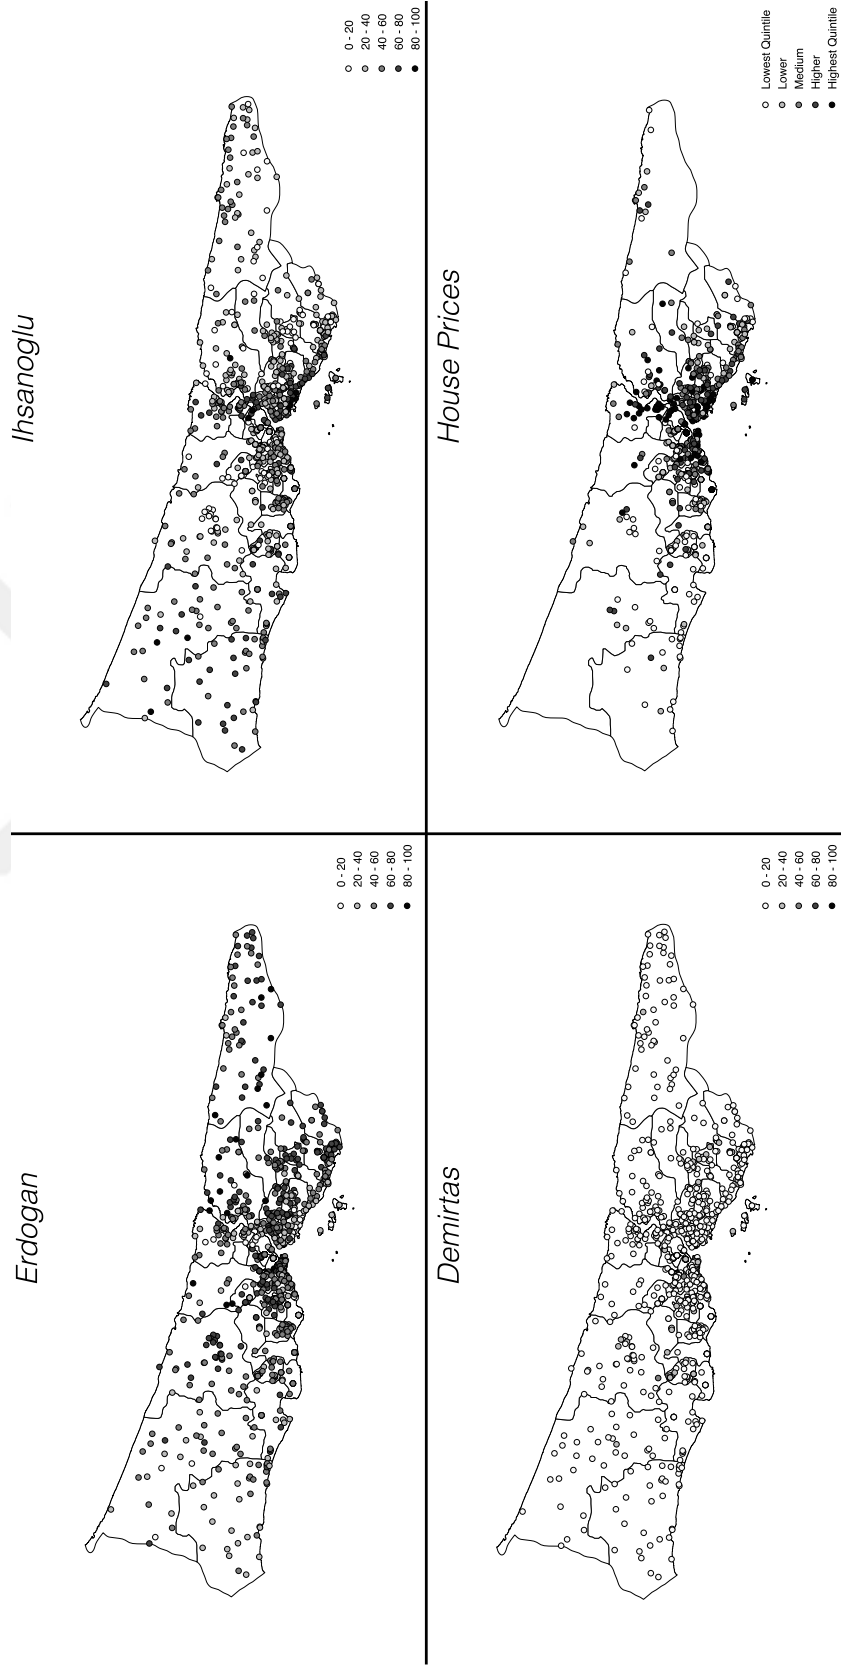 Erdogan
0 - 20
20 - 40
40 - 60
60 - 80
80 - 100
Ihsanoglu
0 - 20
20 - 40
40 - 60
60 - 80
80 - 100
Demirtas
0 - 20
20 - 40
40 - 60
60 - 80
80 - 100
House Prices
Lowest Quintile
Lower
Medium
Higher
Highest Quintile